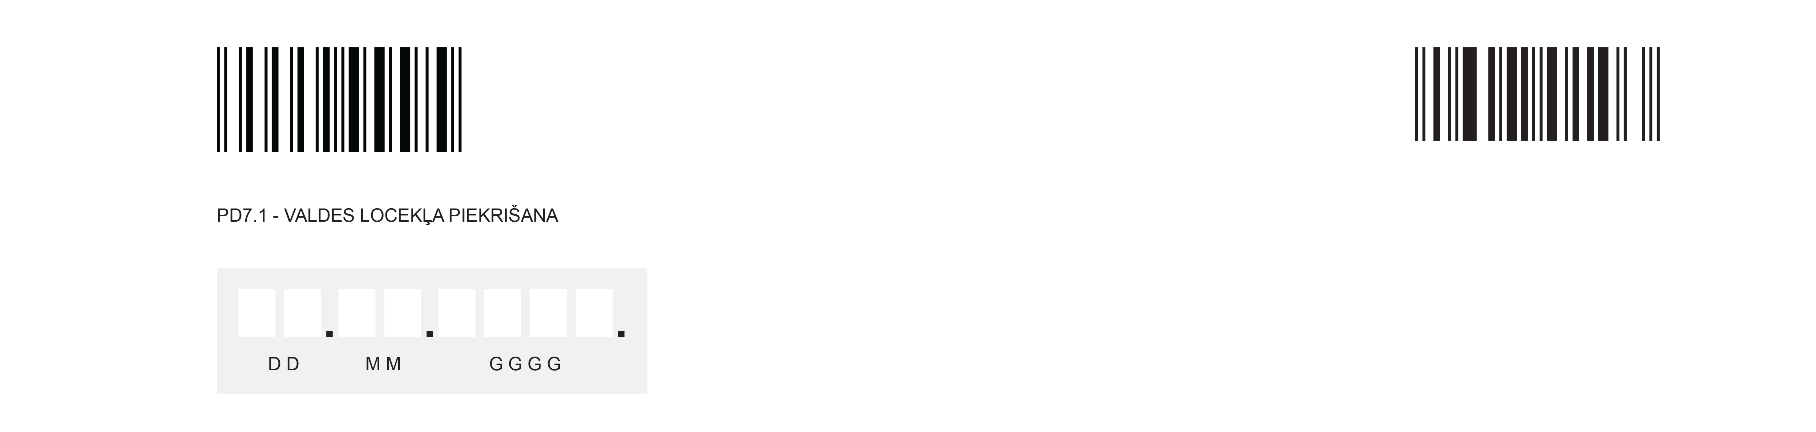 PD7.1 - VALDES LOCEKĻA PIEKRIŠANA
. . .
DD MM GGGG